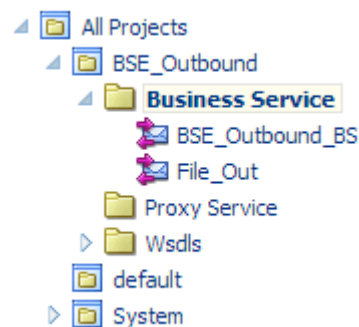 All Projects
BSE_Outbound
Business Service
BSE_Outbound_BS
File_Out
Proxy Service
Wsdls
default
System